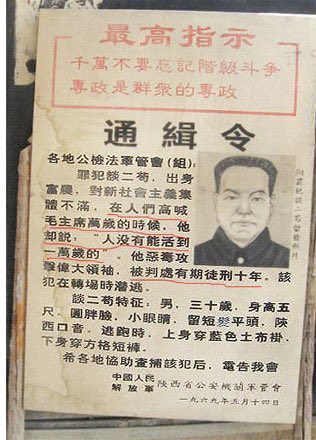 最高指示
千萬不要忘記階級斗争
專政是群衆的專政
通緝令
各地公檢法軍管會(組)：
罪犯談二苟，出身
富農，對新社會主義集
體不滿，在人們高喊
毛主席萬歲的時候，他
却説：“人没有能活到
一萬歲的”。他惡毒攻
擊偉大領袖，被判處有期徒刑十年。該
犯在轉場時潜逃。
談二苟特征：男，三十歲，身高五
尺，圓胖臉，小眼睛，留短髮平頭，陝
西口音。逃跑時，上身穿藍色土布褂，
下身穿方格短褲。
希各地協助查補該犯后，電告我會
中國人民
解放軍 陝西省公安機關軍管會
一九六九年五月十四日